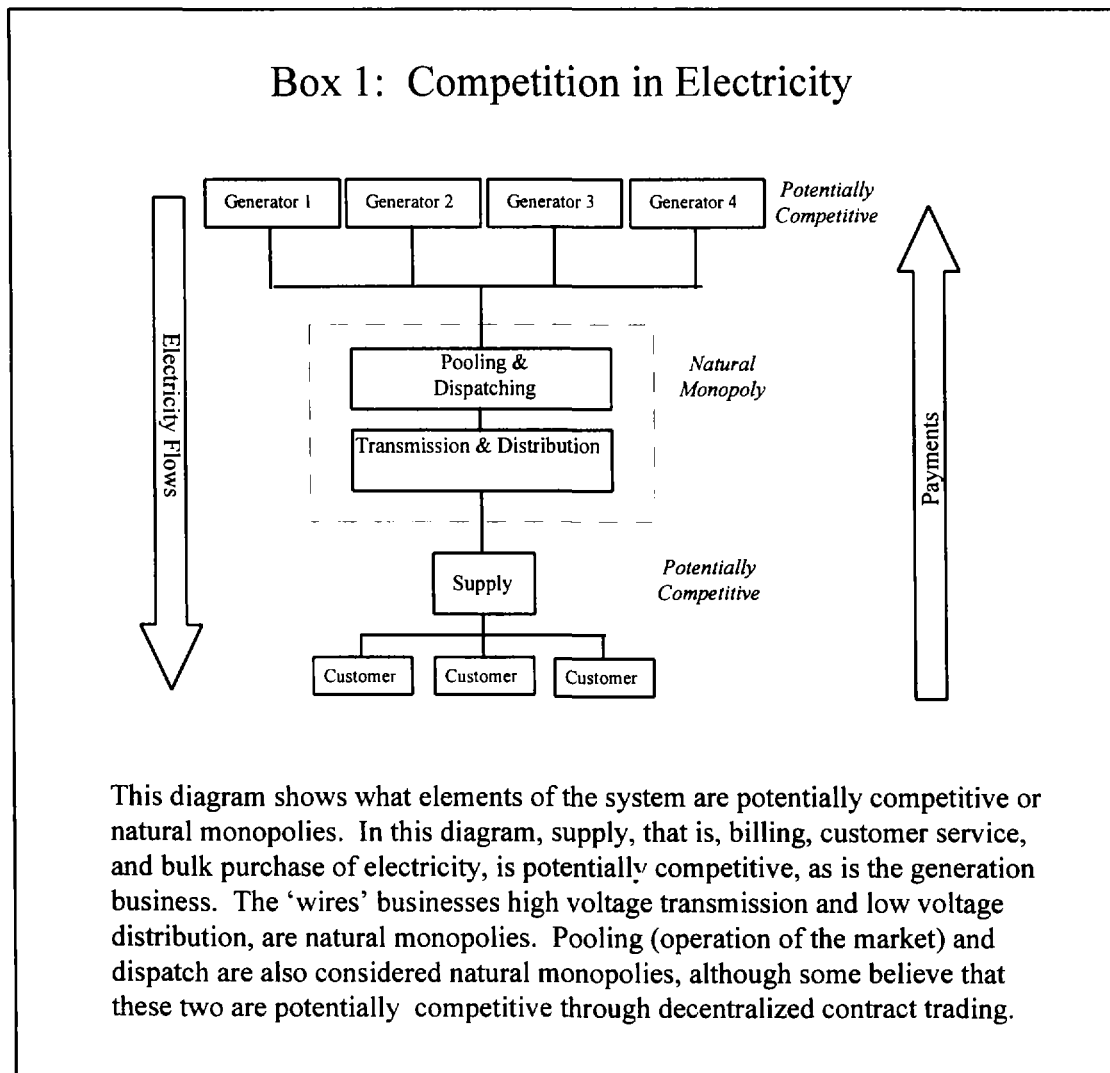 Box 1: Competition in Electricity
Generator 1
Generator 2
Generator 3
Generator 4
Potentially
Competitive
Electricity Flows
Pooling &
Dispatching
Natural
Monopoly
Transmission & Distribution
Payments
Supply
Potentially
Competitive
Customer
Customer
Customer
This diagram shows what elements of the system are potentially competitive or
natural monopolies. In this diagram, supply, that is, billing, customer service,
and bulk purchase of electricity, is potentially competitive, as is the generation
business. The ‘wires’ businesses high voltage transmission and low voltage
distribution, are natural monopolies. Pooling (operation of the market) and
dispatch are also considered natural monopolies, although some believe that
these two are potentially competitive through decentralized contract trading.